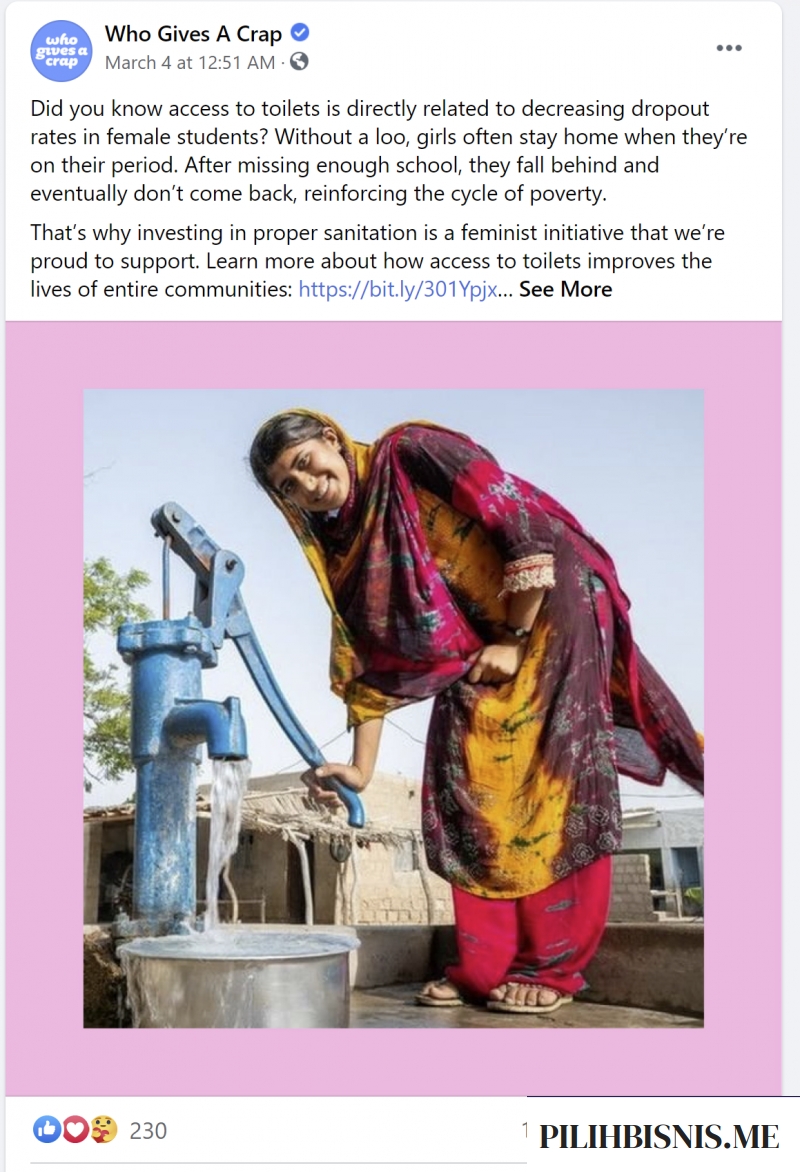 who
gives a
crap
Who Gives A Crap
March 4 at 12:51 AM ·
Did you know access to toilets is directly related to decreasing dropout
rates in female students? Without a loo, girls often stay home when they’re
on their period. After missing enough school, they fall behind and
eventually don’t come back, reinforcing the cycle of poverty.
That’s why investing in proper sanitation is a feminist initiative that we’re
proud to support. Learn more about how access to toilets improves the
lives of entire communities: https://bit.ly/301Ypjx... See More
230
PILIHBISNIS.ME